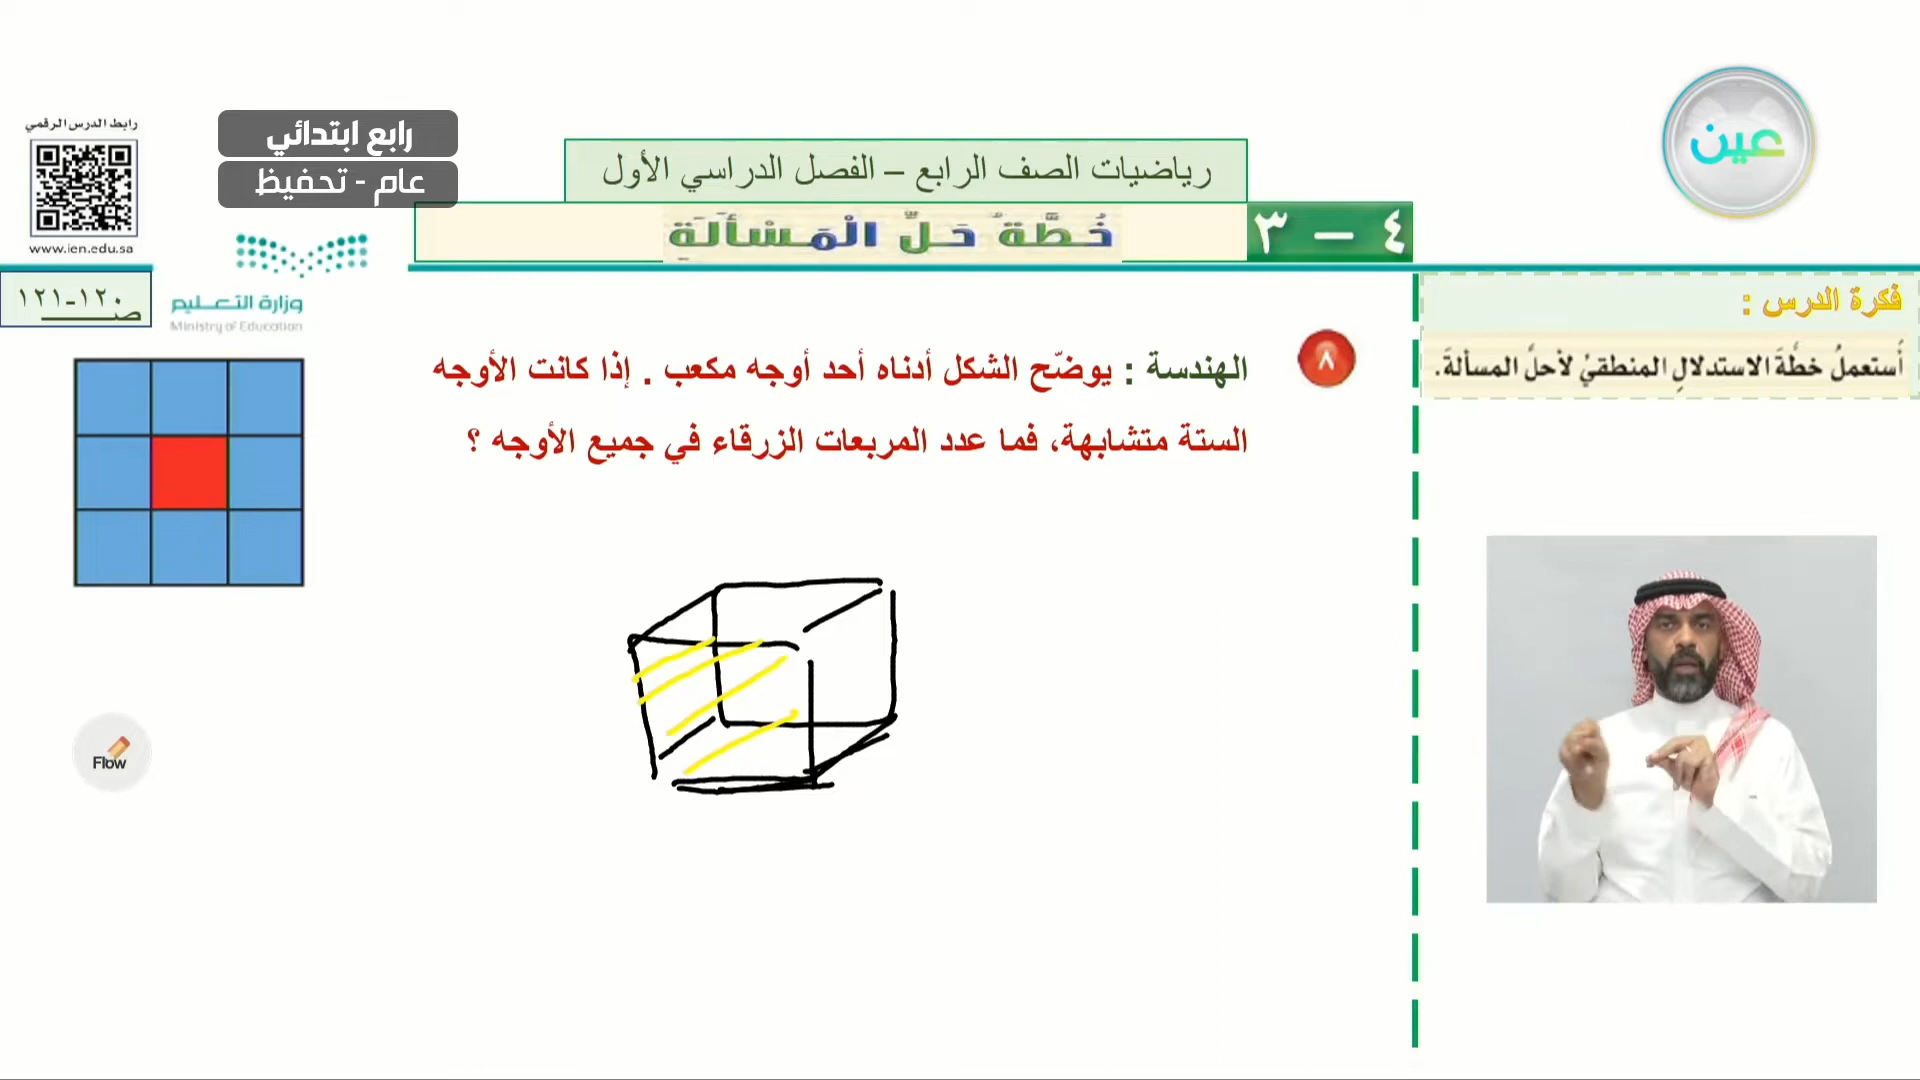 رابط الدرس الرقمي
www.ien.edu.sa
رابع ابتدائي
عام - تحفيظ
رياضيات الصف الرابع – الفصل الدراسي الأول
عين
٤ – ٣
خُطَّةُ حَلِّ الْمَسْأَلَةِ
وزارة التعليم
Ministry of Education
صـ ١٢٠-١٢١
فكرة الدرس :
أستعملُ خطَّةَ الاستدلالِ المنطقيِّ لأحلَّ المسألةَ.
٨
الهندسة : يوضّح الشكل أدناه أحد أوجه مكعب . إذا كانت الأوجه
الستة متشابهة، فما عدد المربعات الزرقاء في جميع الأوجه ؟
Flow